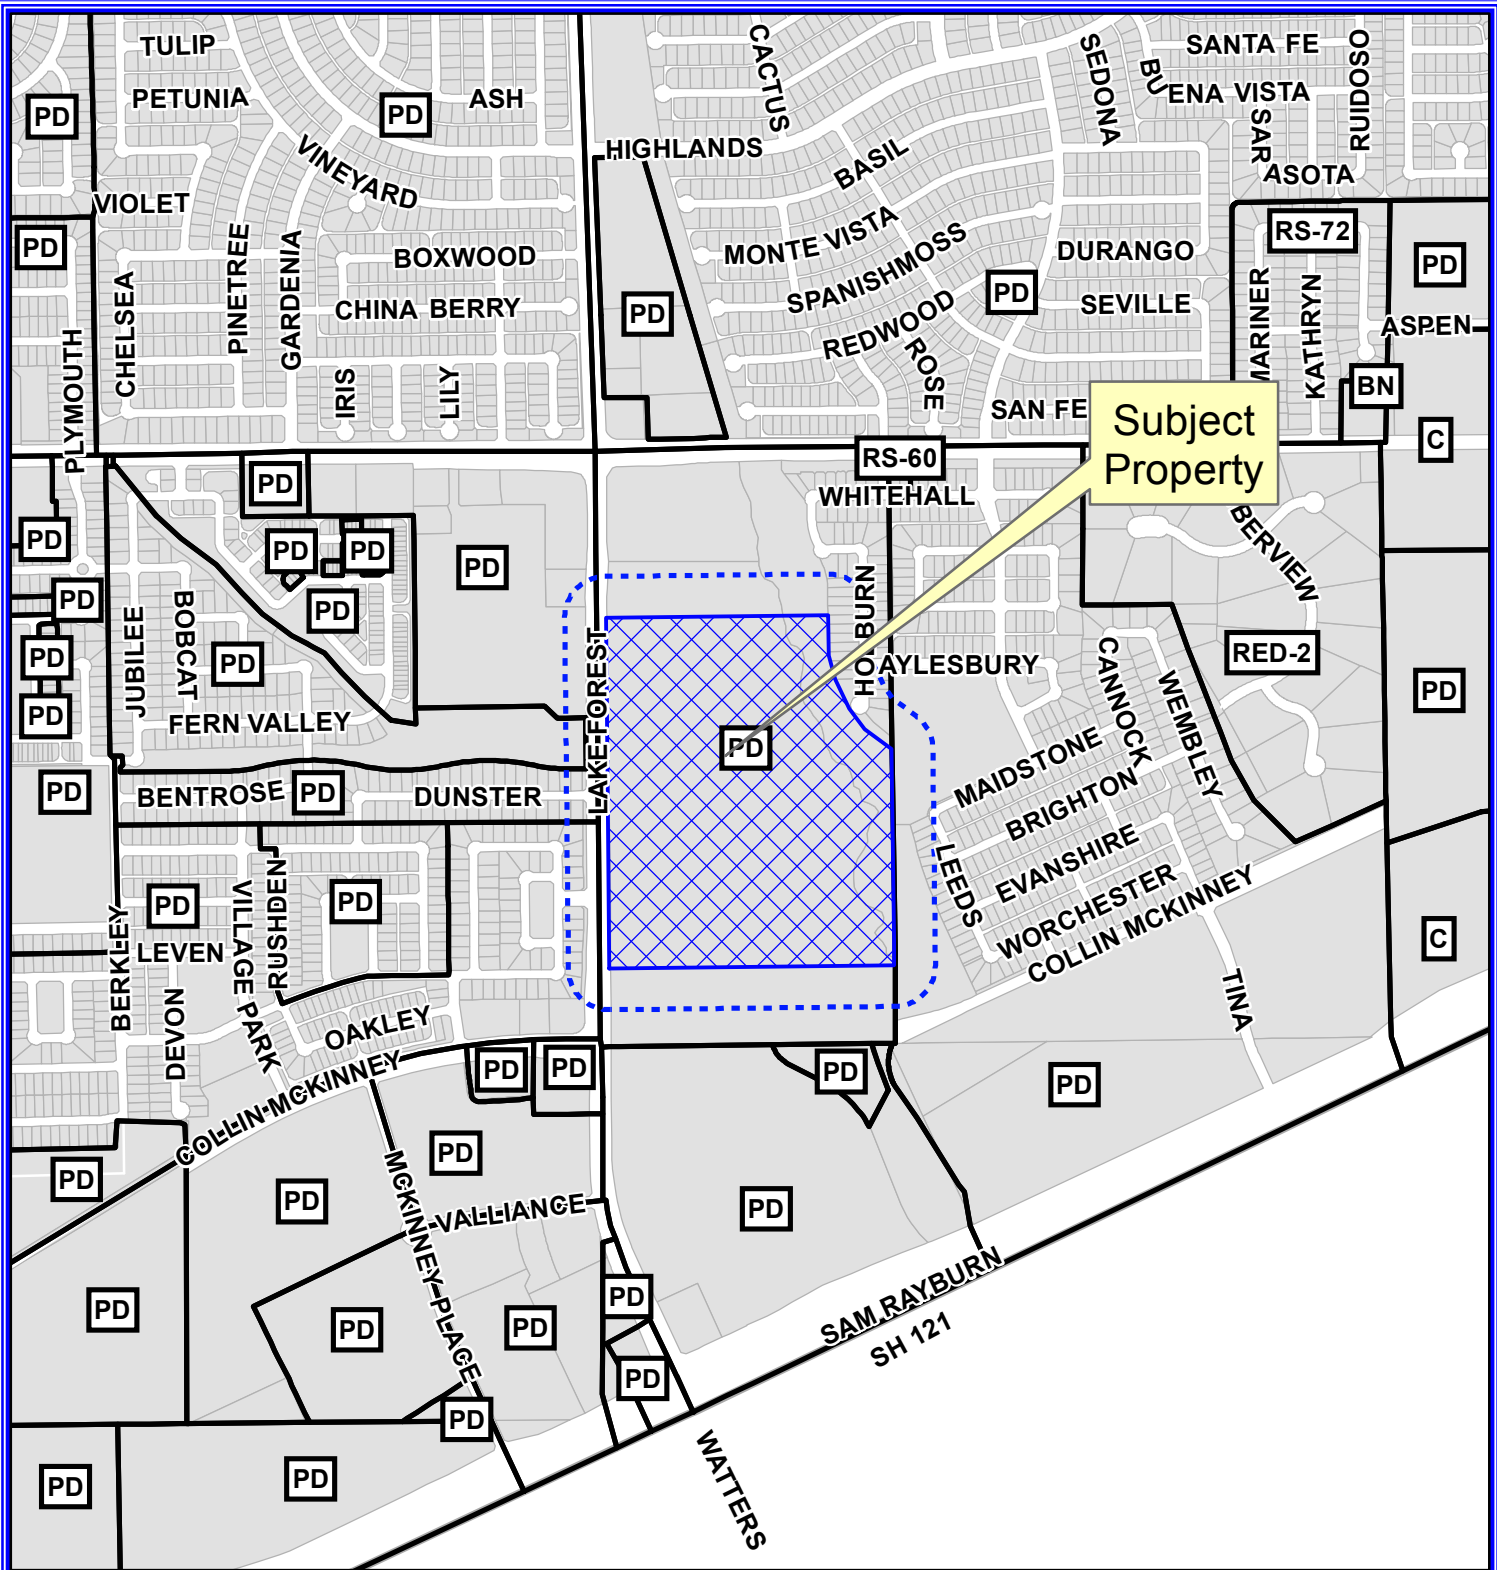 TULIP
PETUNIA
PD
PD
ASH
VINEYARD
VIOLET
CACTUS
SEDONA
BUENA VISTA
SANTA FE
SARASOTA
RUIDOSO
HIGHLANDS
BASIL
PD
CHELSEA
PINETREE
GARDENIA
BOXWOOD
CHINA BERRY
PD
MONTE VISTA
SPANISHMOSS
REDWOOD
ROSE
PD
DURANGO
SEVILLE
RS-72
MARINER
KATHRYN
PD
ASPEN
BN
C
PLYMOUTH
IRIS
LILY
SAN FE
Subject
Property
RS-60
WHITEHALL
PD
PD
PD
PD
PD
PD
PD
PD
PD
JUBILEE
BOBCAT
PD
FERN VALLEY
LAKE FOREST
HOLBURN
AYLESBURY
BERVIEW
RED-2
PD
CANNOCK
WEMBLEY
PD
MAIDSTONE
BRIGHTON
EVANSHIRE
WORCHESTER
COLLIN MCKINNEY
LEEDS
TINA
C
PD
BENTROSE
PD
DUNSTER
PD
LEVEN
VILLAGE PARK
RUSHDEN
PD
BERKLEY
DEVON
OAKLEY
COLLIN MCKINNEY
PD
PD
PD
PD
PD
PD
PD
MCKINNEY PLACE
VALLIANCE
PD
PD
PD
PD
PD
PD
PD
SAM RAYBURN
SH 121
PD
PD
WATTERS